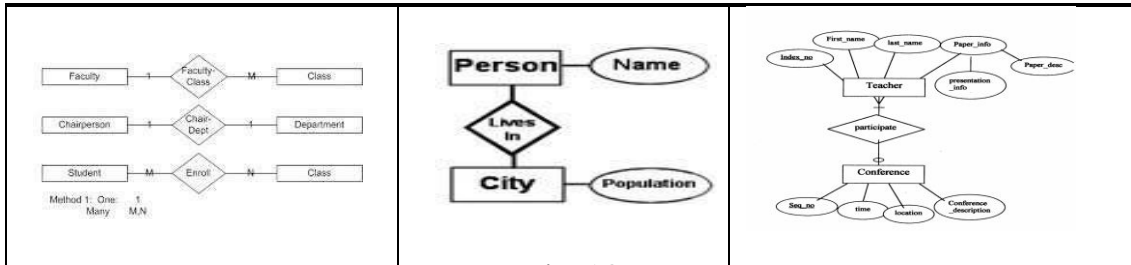 Faculty 1 Faculty- Class M Class
Chairperson 1 Chair- Dept 1 Department
Student M Enroll N Class
Method 1: One: 1
Many M,N
Person Name
Lives
In
City Population
First_name last_name Paper_info
Index_no Paper_desc
Teacher presentation
_info
participate
Conference
Seq_no time location Conference
_description